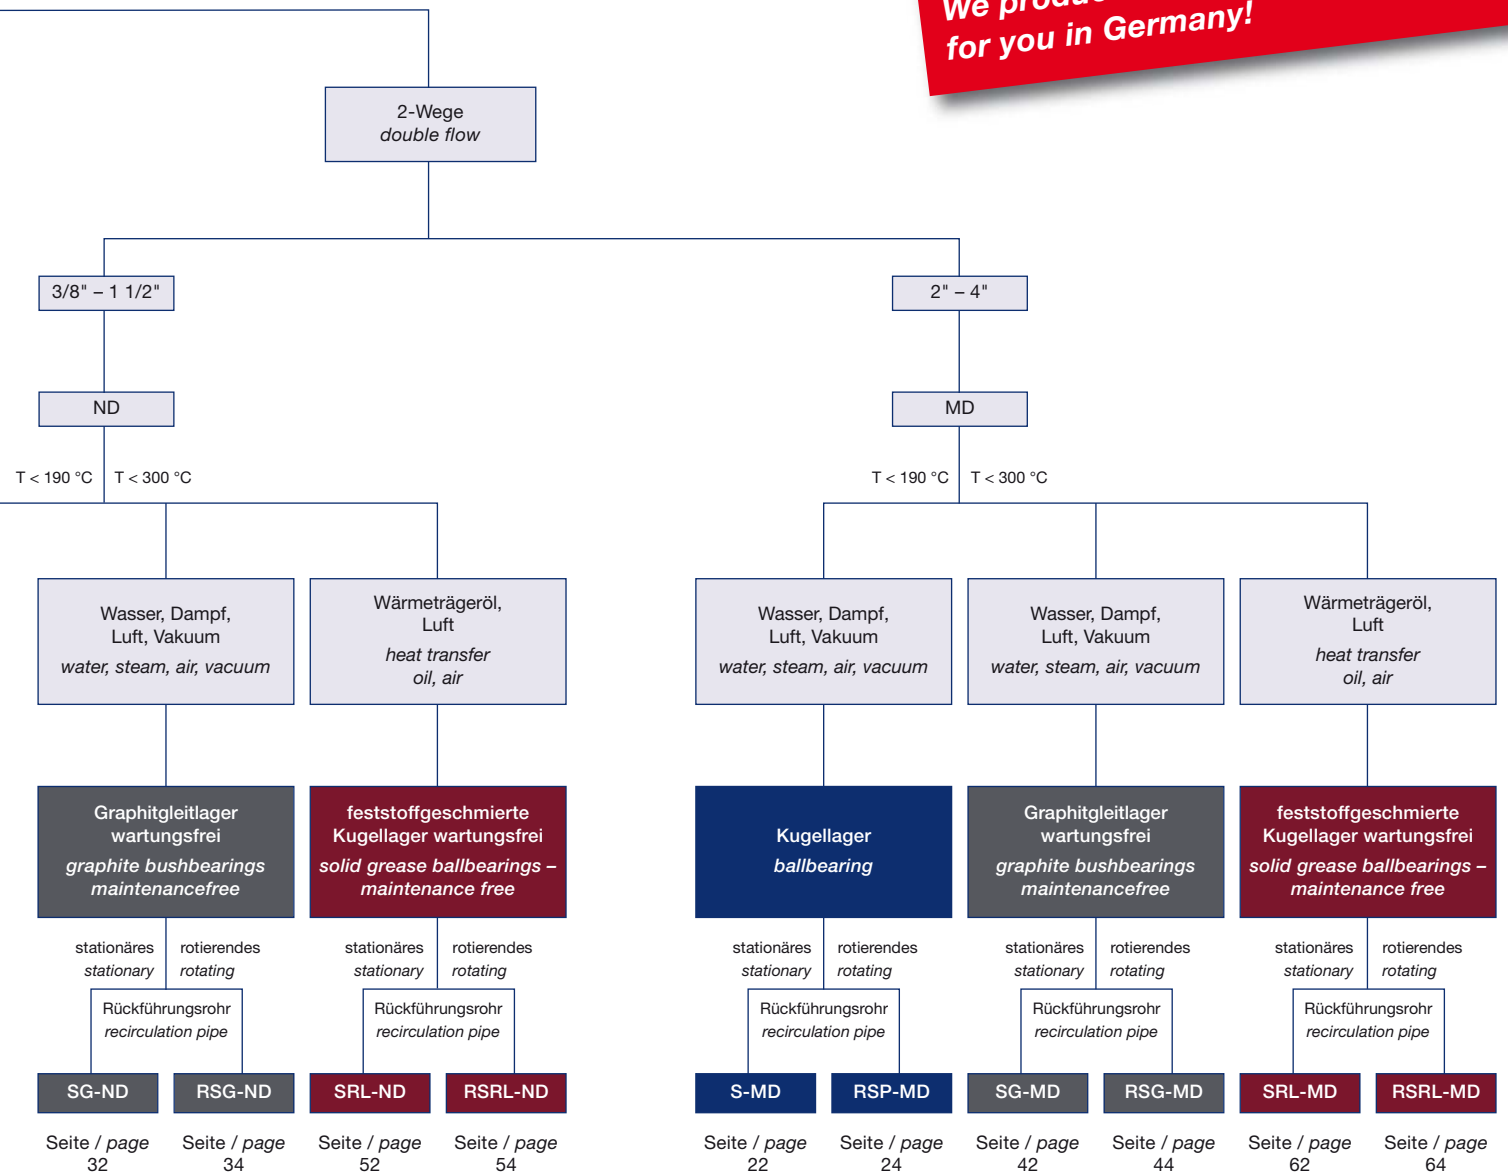 We
for you in Germany!
2-Wege
double flow
3/8" – 1 1/2"
2" – 4"
ND
MD
T < 190 °C
T < 300 °C
T < 190 °C
T < 300 °C
Wasser, Dampf,
Luft, Vakuum
water, steam, air, vacuum
Wärmeträgeröl,
Luft
heat transfer
oil, air
Wasser, Dampf,
Luft, Vakuum
water, steam, air, vacuum
Wasser, Dampf,
Luft, Vakuum
water, steam, air, vacuum
Wärmeträgeröl,
Luft
heat transfer
oil, air
Graphitgleitlager
wartungsfrei
graphite bushbearings
maintenancefree
feststoffgeschmierte
Kugellager wartungsfrei
solid grease ballbearings –
maintenance free
Kugellager
ballbearing
Graphitgleitlager
wartungsfrei
graphite bushbearings
maintenancefree
feststoffgeschmierte
Kugellager wartungsfrei
solid grease ballbearings –
maintenance free
stationäres
stationary
rotierendes
rotating
Rückführungsrohr
recirculation pipe
stationäres
stationary
rotierendes
rotating
Rückführungsrohr
recirculation pipe
stationäres
stationary
rotierendes
rotating
Rückführungsrohr
recirculation pipe
stationäres
stationary
rotierendes
rotating
Rückführungsrohr
recirculation pipe
stationäres
stationary
rotierendes
rotating
Rückführungsrohr
recirculation pipe
SG-ND
RSG-ND
SRL-ND
RSRL-ND
S-MD
RSP-MD
SG-MD
RSG-MD
SRL-MD
RSRL-MD
Seite / page
32
Seite / page
34
Seite / page
52
Seite / page
54
Seite / page
22
Seite / page
24
Seite / page
42
Seite / page
44
Seite / page
62
Seite / page
64